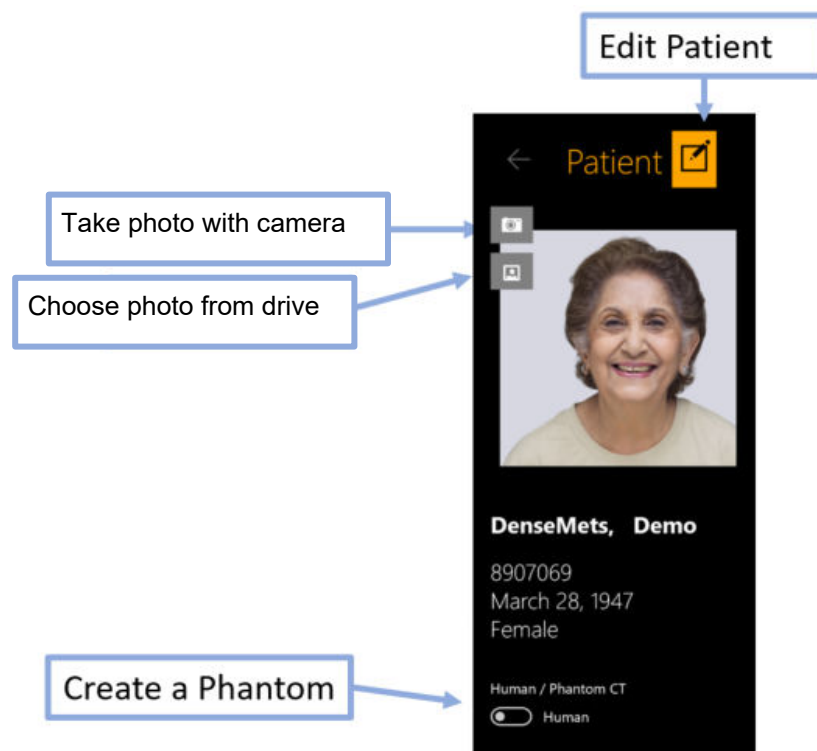 Edit Patient
Patient
Take photo with camera
Choose photo from drive
DenseMets, Demo
8907069
March 28, 1947
Female
Create a Phantom
Human / Phantom CT
Human